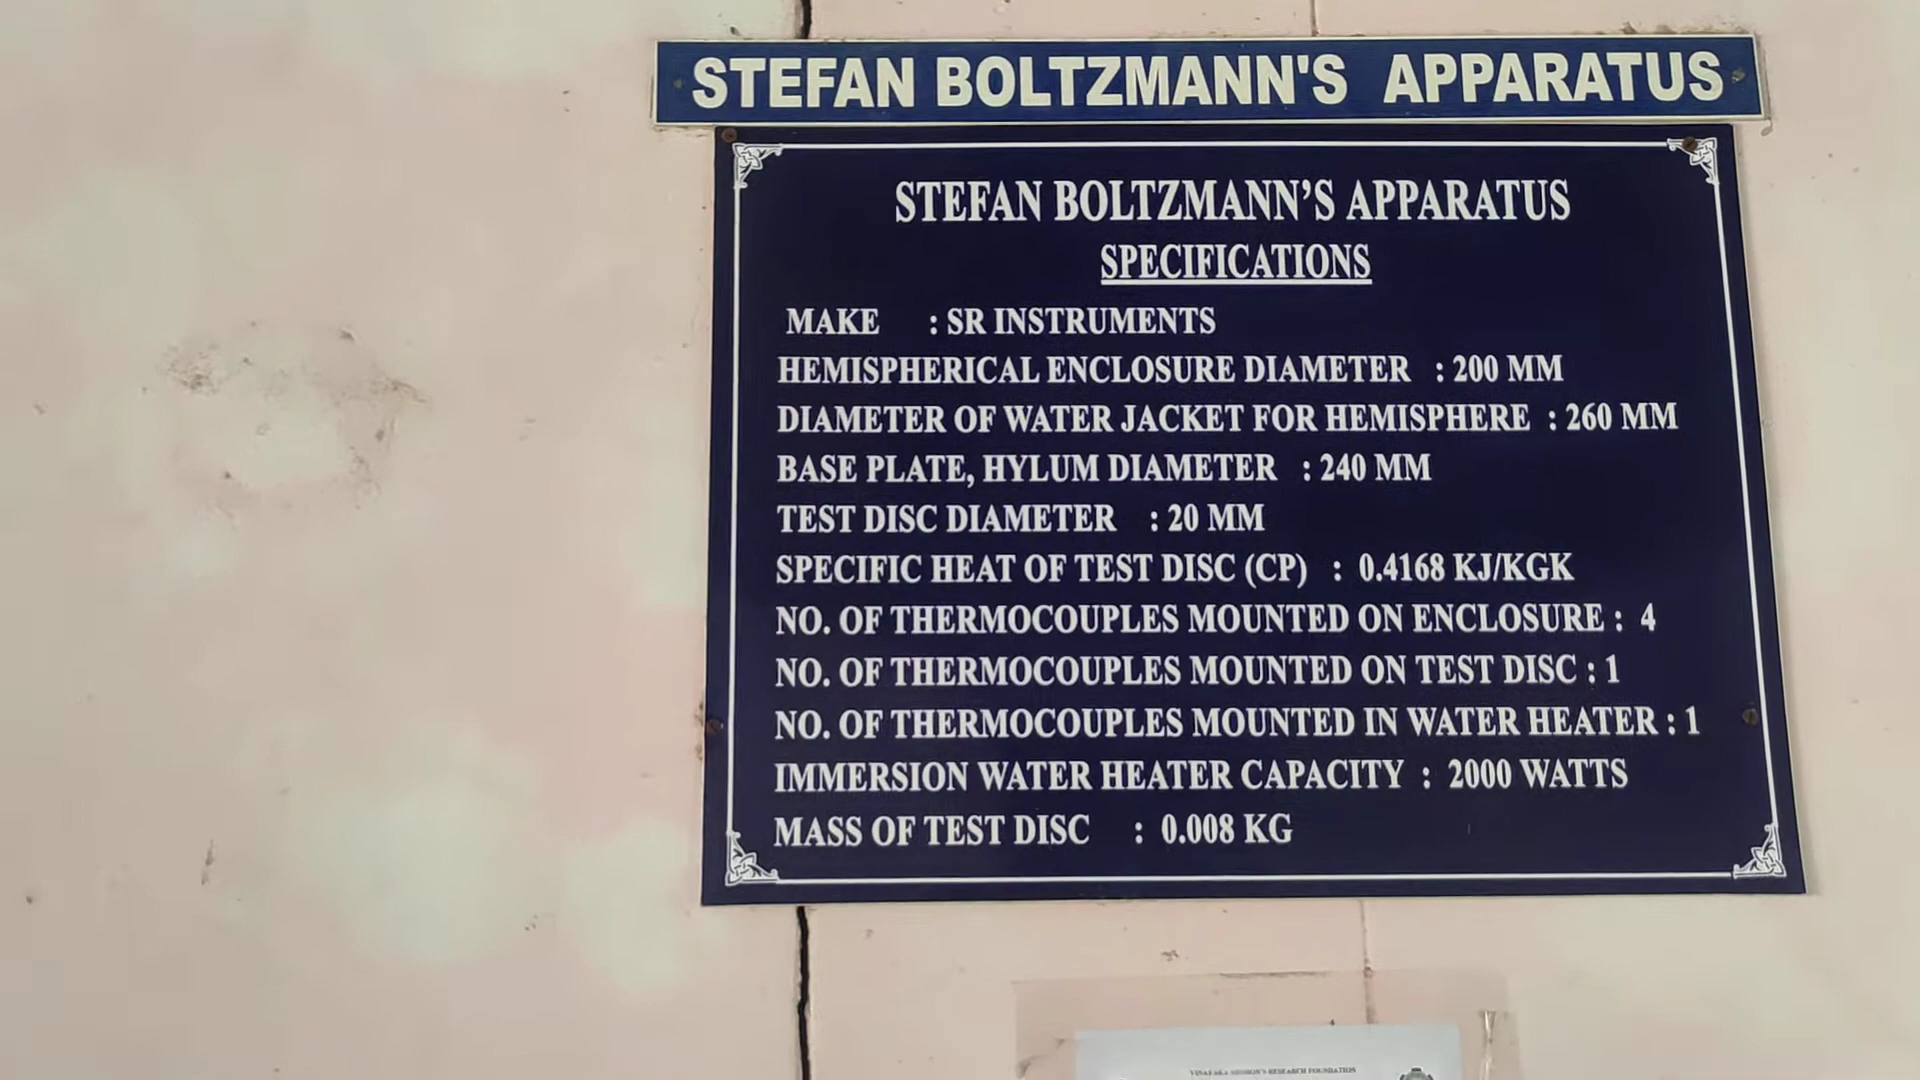 STEFAN BOLTZMANN'S APPARATUS
STEFAN BOLTZMANN'S APPARATUS
SPECIFICATIONS
MAKE : SR INSTRUMENTS
HEMISPHERICAL ENCLOSURE DIAMETER : 200 MM
DIAMETER OF WATER JACKET FOR HEMISPHERE : 260 MM
BASE PLATE, HYLUM DIAMETER : 240 MM
TEST DISC DIAMETER : 20 MM
SPECIFIC HEAT OF TEST DISC (CP) : 0.4168 KJ/KGK
NO. OF THERMOCOUPLES MOUNTED ON ENCLOSURE : 4
NO. OF THERMOCOUPLES MOUNTED ON TEST DISC : 1
NO. OF THERMOCOUPLES MOUNTED IN WATER HEATER : 1
IMMERSION WATER HEATER CAPACITY : 2000 WATTS
MASS OF TEST DISC : 0.008 KG
RESEARCH FOUNDATION